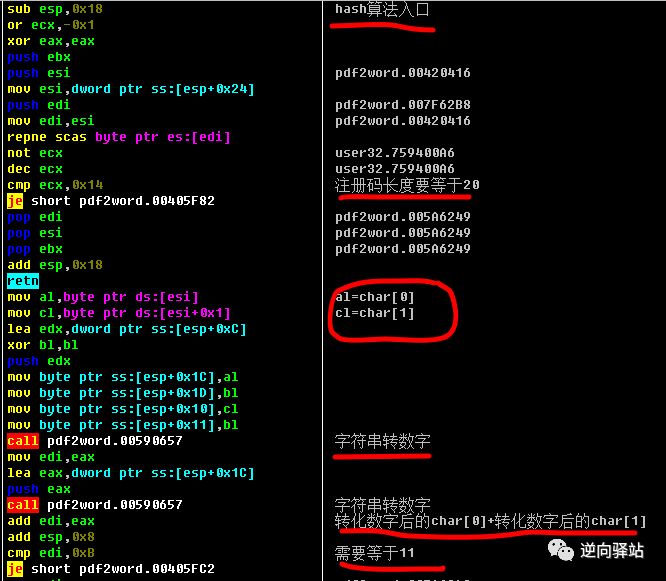 sub esp,0x18 hash算法入口
or ecx,-0x1
xor eax,eax
push ebx
push esi pdf2word.00420416
mov esi,dword ptr ss:[esp+0x24]
push edi pdf2word.007F62B8
mov edi,esi pdf2word.00420416
repne scas byte ptr es:[edi]
not ecx user32.759400A6
dec ecx user32.759400A6
cmp ecx,0x14 注册码长度要等于20
je short pdf2word.00405F82
pop edi pdf2word.005A6249
pop esi pdf2word.005A6249
pop ebx pdf2word.005A6249
add esp,0x18
retn
mov al,byte ptr ds:[esi] al=char[0]
mov cl,byte ptr ds:[esi+0x1] cl=char[1]
lea edx,dword ptr ss:[esp+0xC]
xor bl,bl
push edx
mov byte ptr ss:[esp+0x1C],al
mov byte ptr ss:[esp+0x1D],bl
mov byte ptr ss:[esp+0x10],cl
mov byte ptr ss:[esp+0x11],bl
call pdf2word.00590657 字符串转数字
mov edi,eax
lea eax,dword ptr ss:[esp+0x1C]
push eax
call pdf2word.00590657 字符串转数字
add edi,eax 转化数字后的char[0]+转化数字后的char[1]
add esp,0x8
cmp edi,0xB 需要等于11
je short pdf2word.00405FC2
逆向驿站